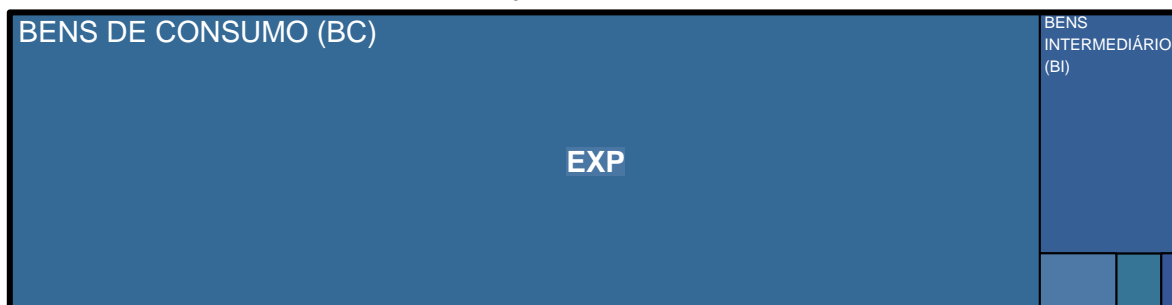 BENS DE CONSUMO (BC)
BENS
INTERMEDIÁRIO
(BI)
EXP